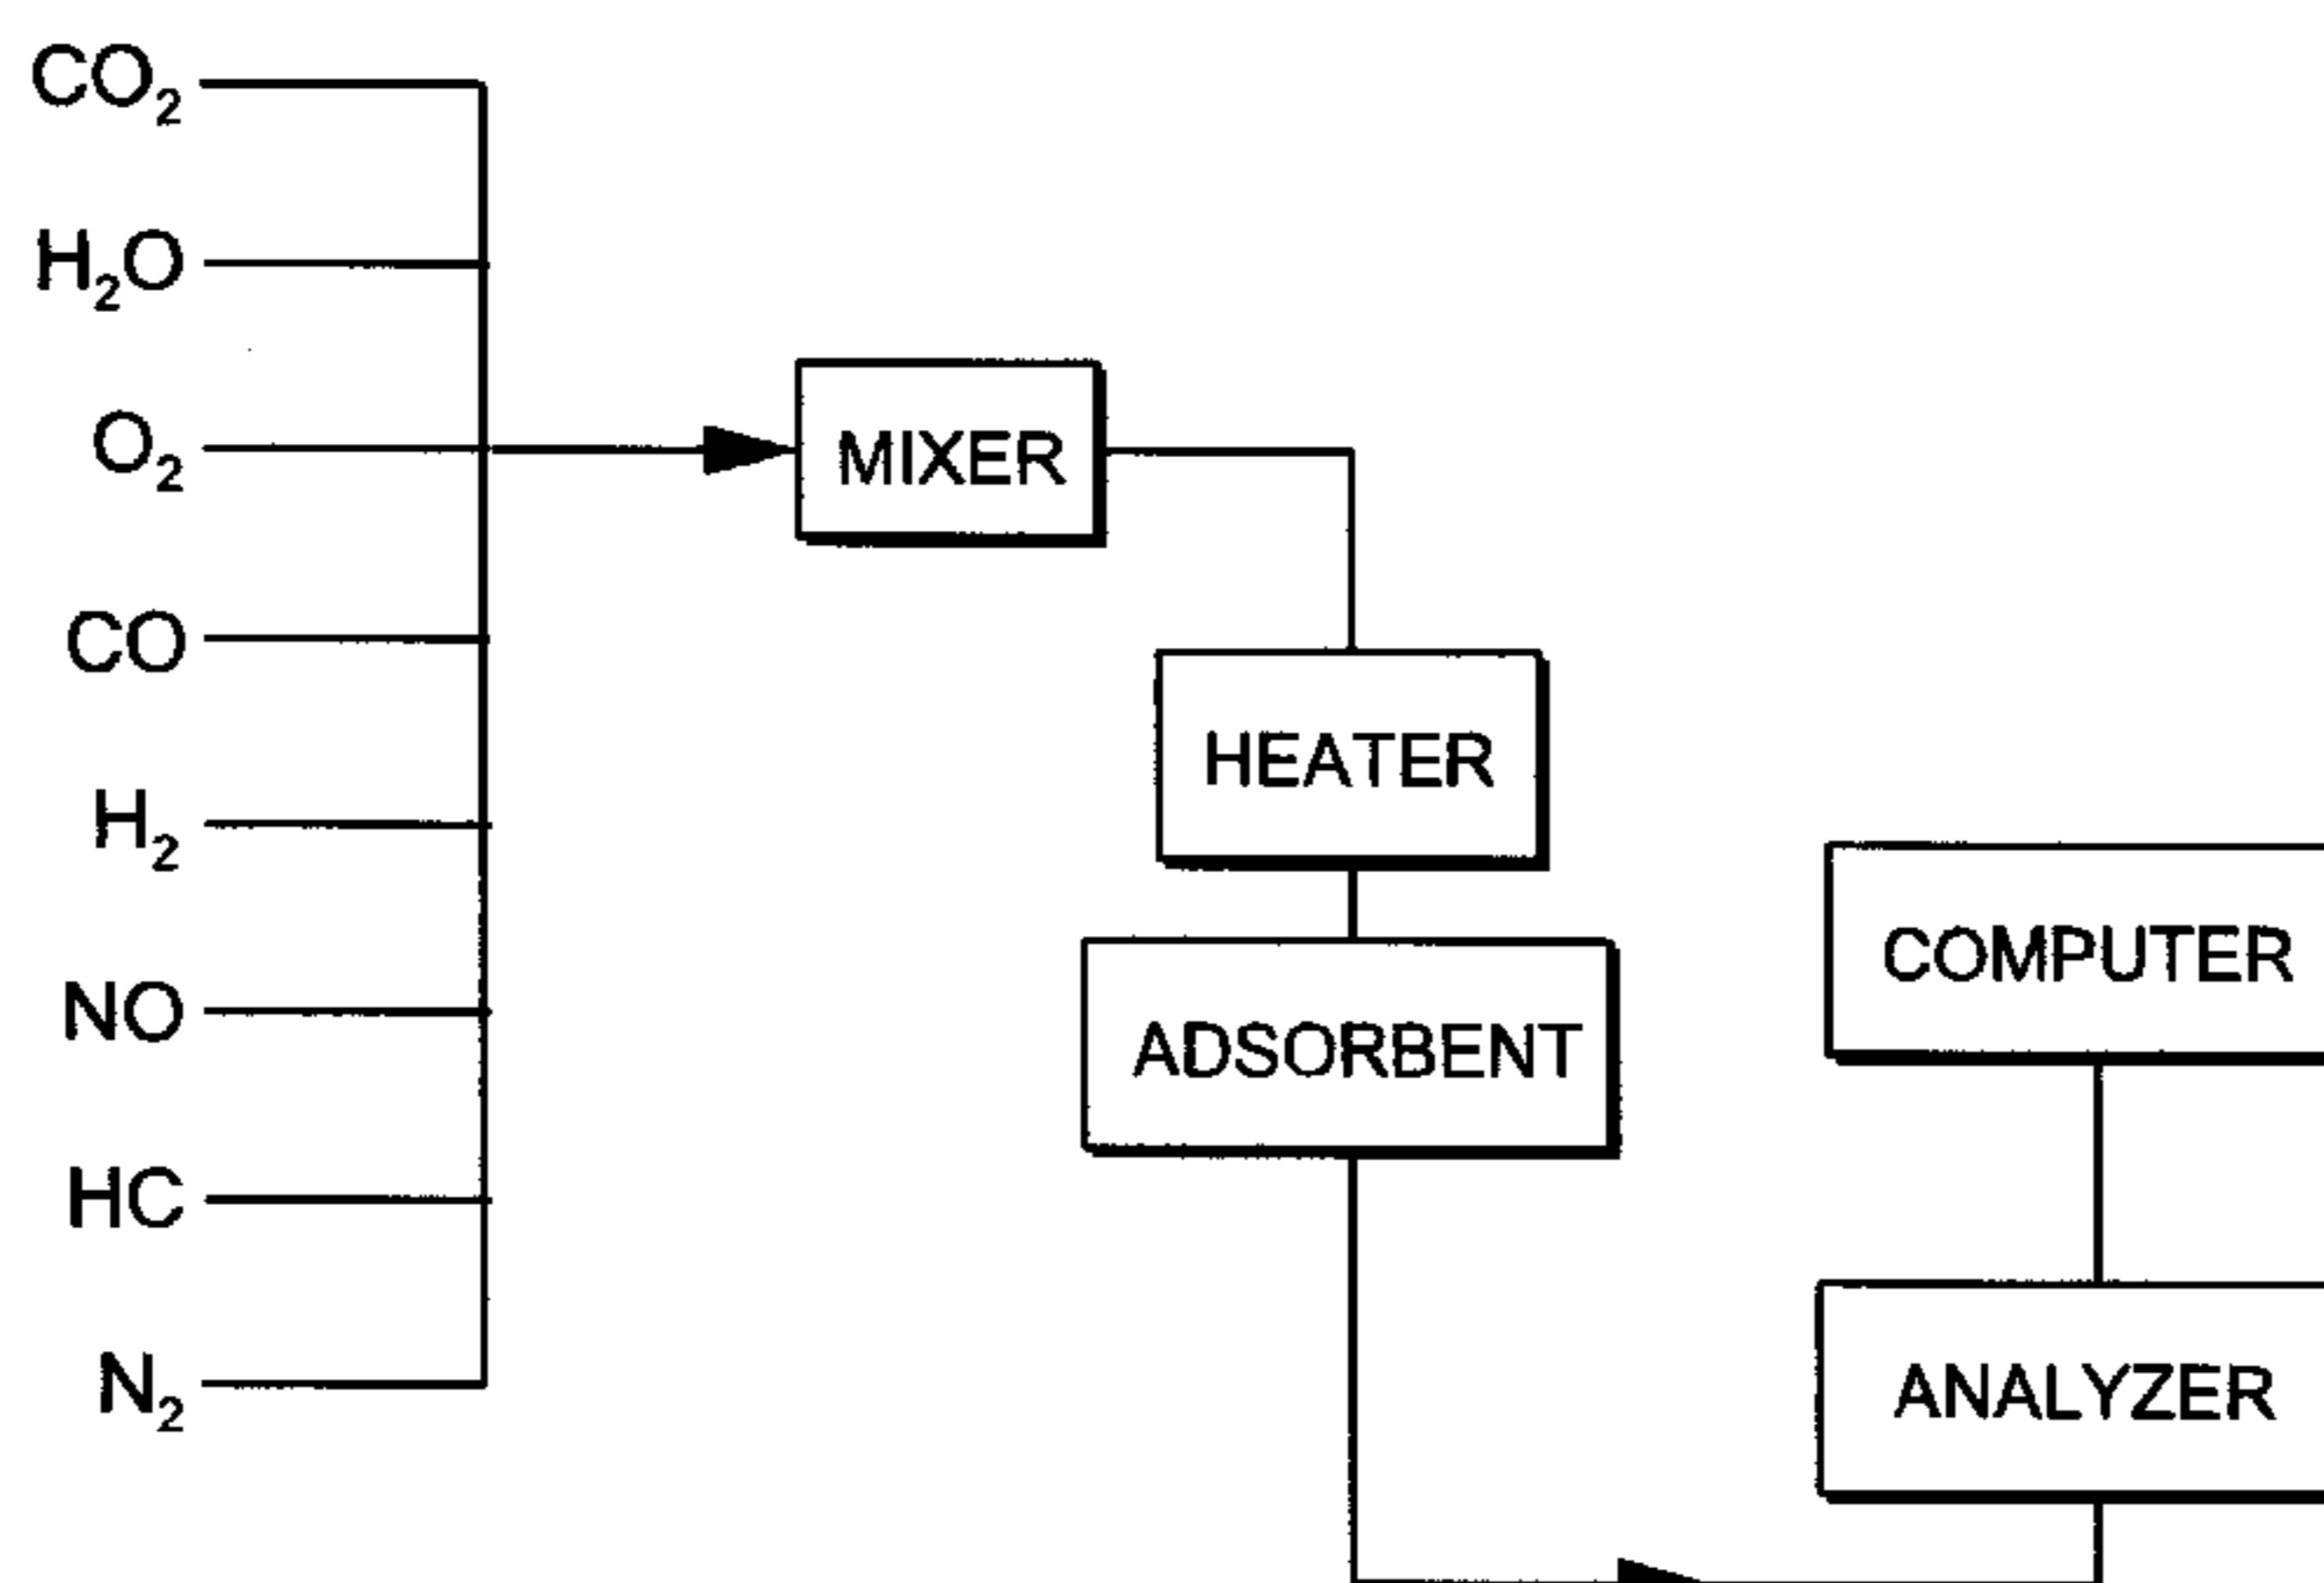 CO₂
H₂O
O₂
MIXER
CO
HEATER
H₂
COMPUTER
NO
ADSORBENT
HC
N₂
ANALYZER